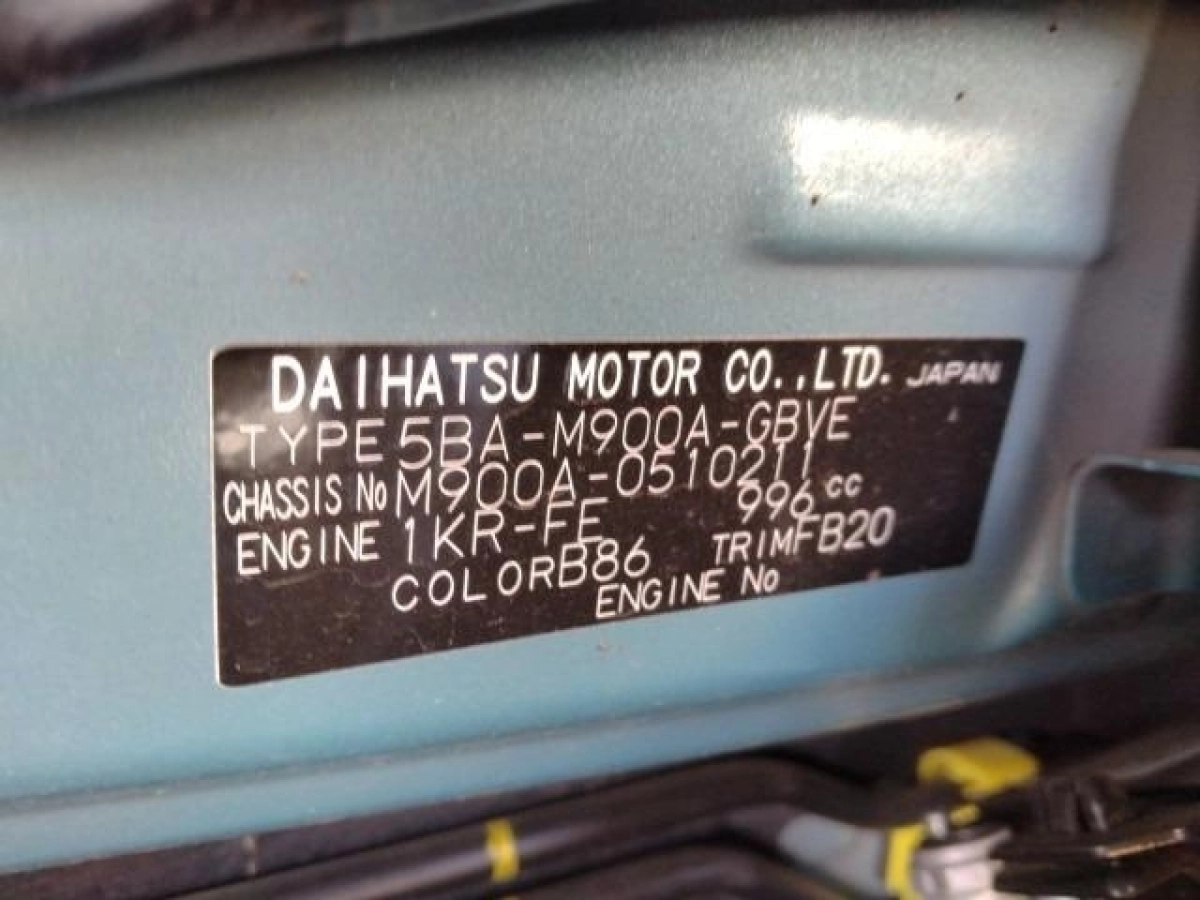 DAIHATSU MOTOR CO.,LTD. JAPAN
TYPE 5BA-M900A-GBVE
CHASSIS No M900A-0510211
ENGINE 1KR-FE 996 cc
COLOR B86 TRIM FB20
ENGINE No